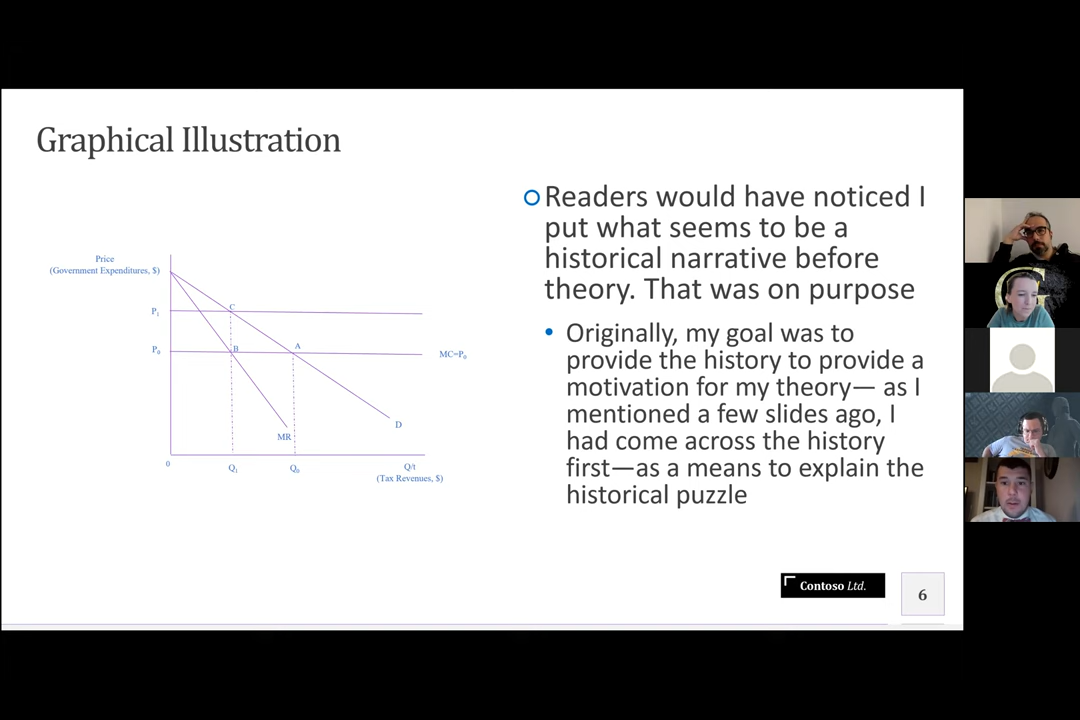 Graphical Illustration
Price
(Government Expenditures, $)
P₁
C
P₀
B
A
MC=P₀
D
MR
0
Q₁
Q₀
Q/t
(Tax Revenues, $)
Readers would have noticed I
put what seems to be a
historical narrative before
theory. That was on purpose
Originally, my goal was to
provide the history to provide a
motivation for my theory— as I
mentioned a few slides ago, I
had come across the history
first—as a means to explain the
historical puzzle
Contoso Ltd.
6